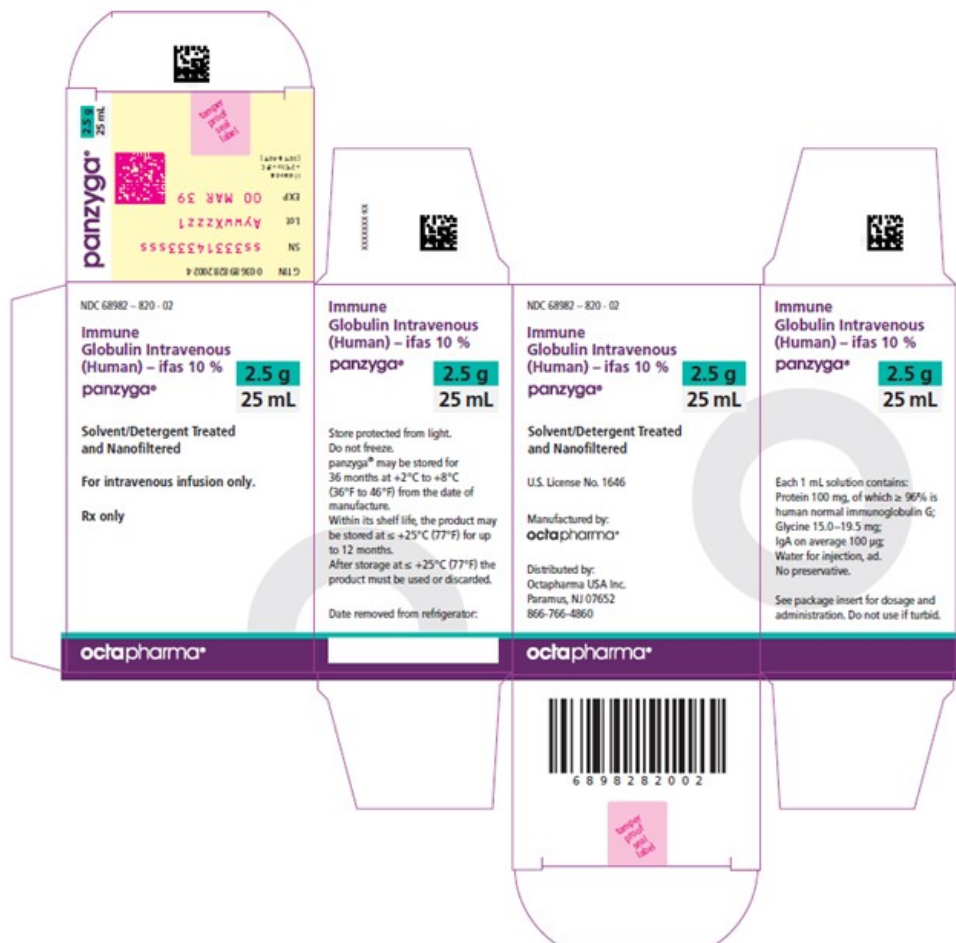 2.5 g
25 mL
panzyga®
tamper
proof
seal
label
EXP 00 MAR 39
Lot AywwXzzz1
SN ss33314333sss
GTIN 0 036 89 828 2002 4
XXXXXXXX-XX
NDC 68982 – 820 - 02
Immune
Globulin Intravenous
(Human) – ifas 10 %
panzyga®
2.5 g
25 mL
Solvent/Detergent Treated
and Nanofiltered
For intravenous infusion only.
Rx only
octapharma®
Immune
Globulin Intravenous
(Human) – ifas 10 %
panzyga®
2.5 g
25 mL
Store protected from light.
Do not freeze.
panzyga® may be stored for
36 months at +2°C to +8°C
(36°F to 46°F) from the date of
manufacture.
Within its shelf life, the product may
be stored at ≤ +25°C (77°F) for up
to 12 months.
After storage at ≤ +25°C (77°F) the
product must be used or discarded.
Date removed from refrigerator:
NDC 68982 – 820 - 02
Immune
Globulin Intravenous
(Human) – ifas 10 %
panzyga®
2.5 g
25 mL
Solvent/Detergent Treated
and Nanofiltered
U.S. License No. 1646
Manufactured by:
octapharma®
Distributed by:
Octapharma USA Inc.
Paramus, NJ 07652
866-766-4860
octapharma®
Immune
Globulin Intravenous
(Human) – ifas 10 %
panzyga®
2.5 g
25 mL
Each 1 mL solution contains:
Protein 100 mg, of which ≥ 96% is
human normal immunoglobulin G;
Glycine 15.0–19.5 mg;
IgA on average 100 µg;
Water for injection, ad.
No preservative.
See package insert for dosage and
administration. Do not use if turbid.
6898282002
tamper
proof
seal
label